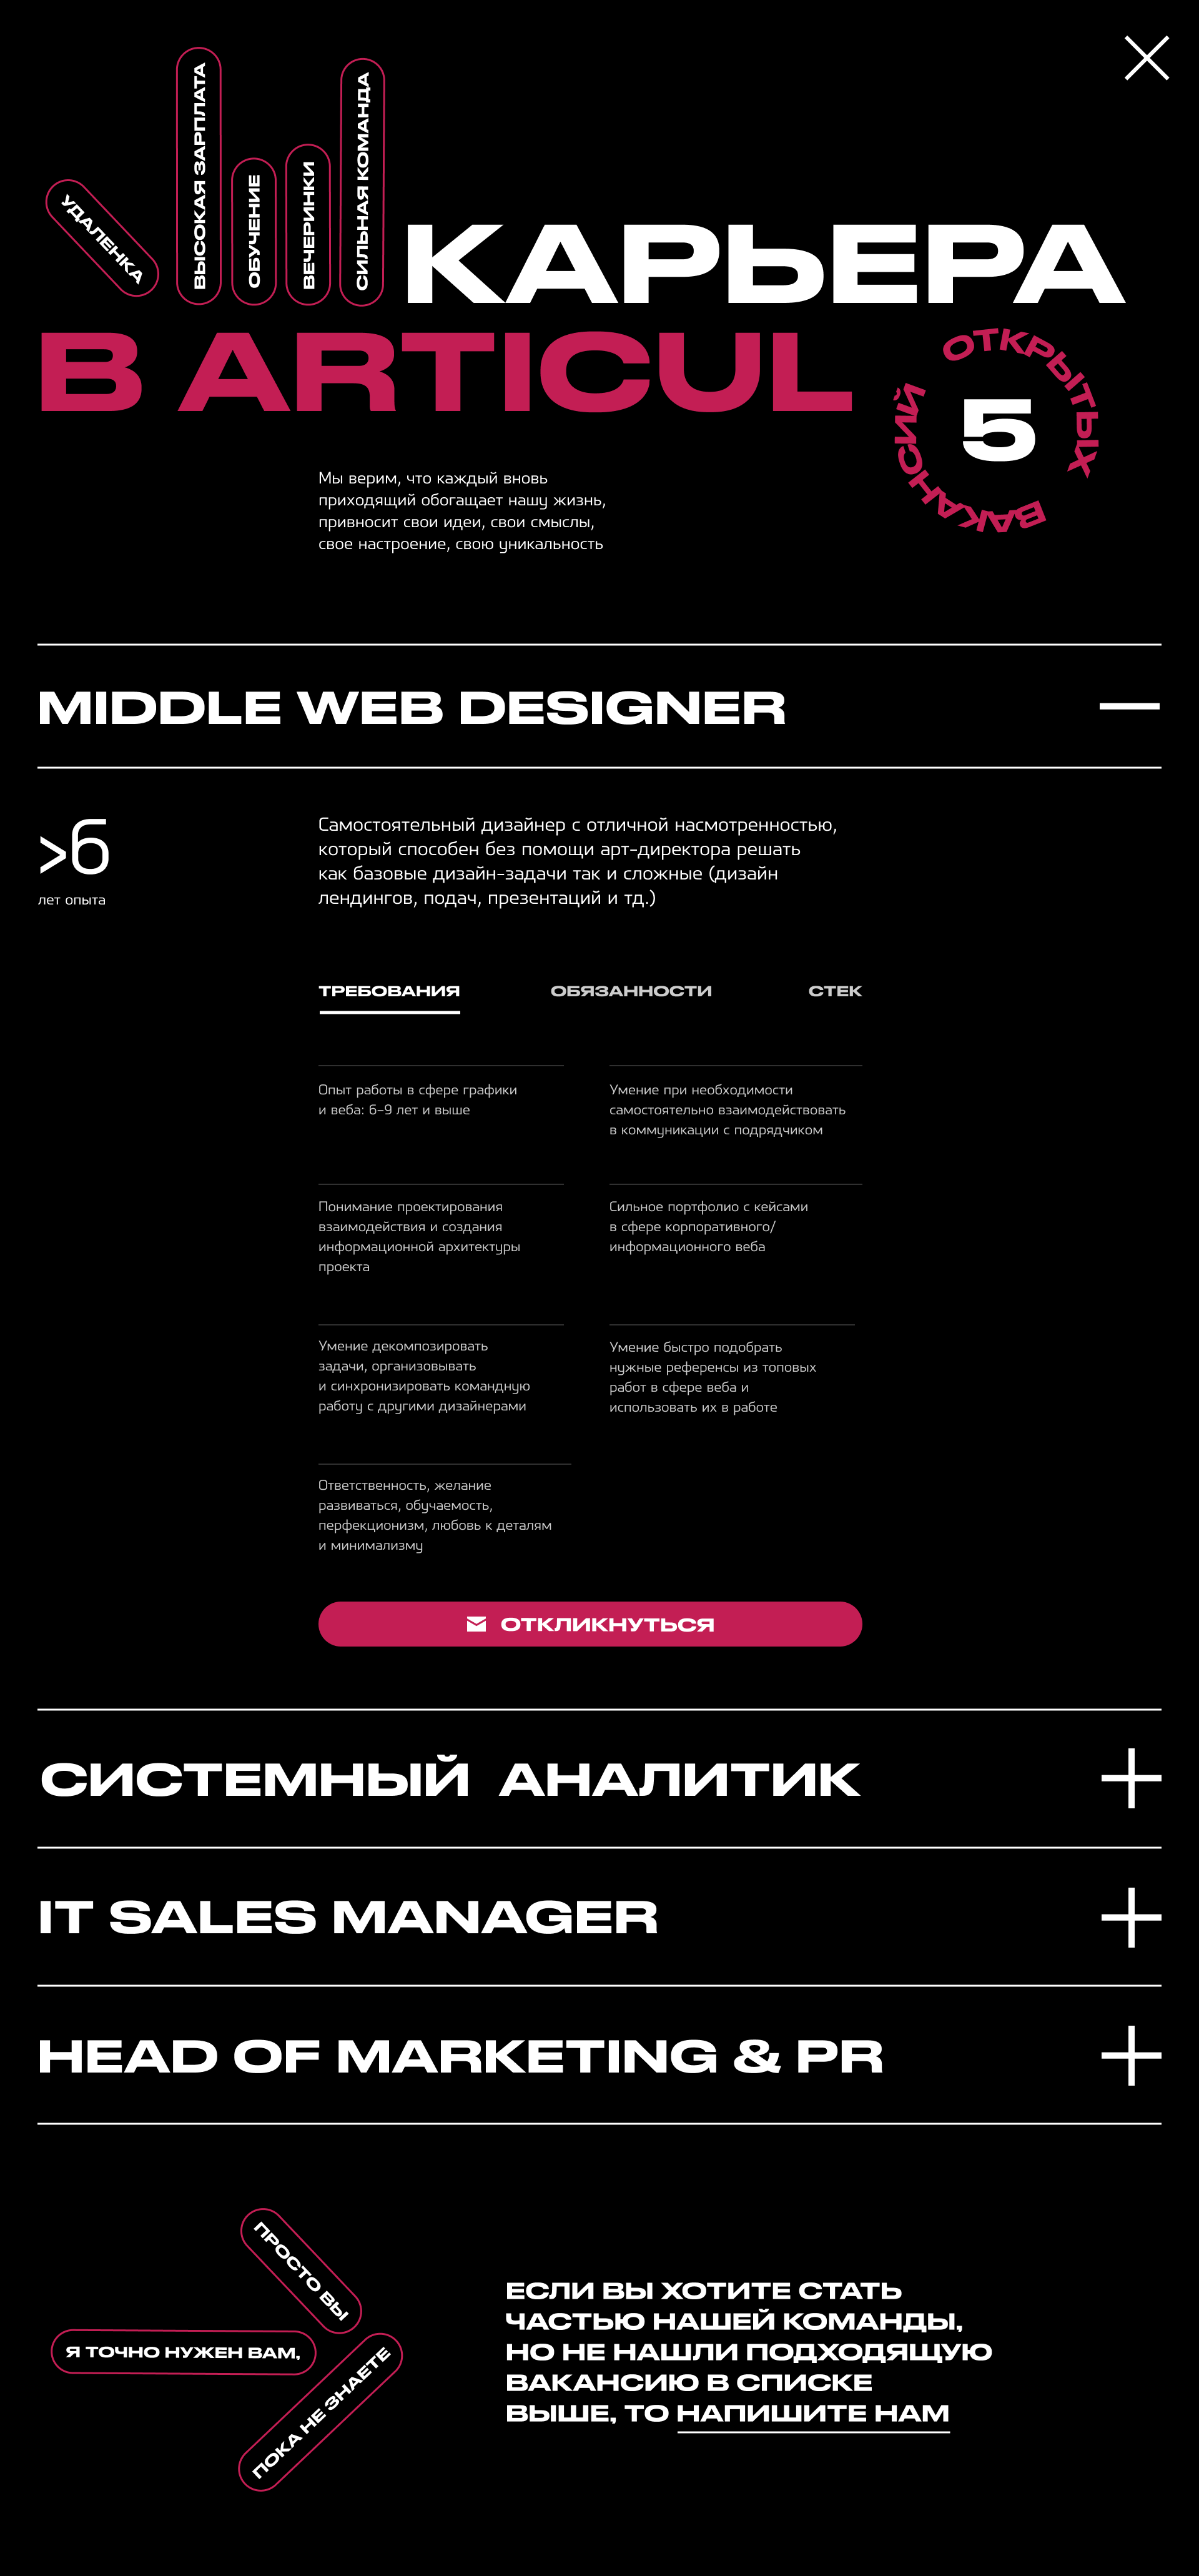 УДАЛЕНКА
ВЫСОКАЯ ЗАРПЛАТА
ОБУЧЕНИЕ
ВЕЧЕРИНКИ
СИЛЬНАЯ КОМАНДА
КАРЬЕРА
В ARTICUL
ОТКРЫТЫХ
ВАКАНСИЙ
5
Мы верим, что каждый вновь
приходящий обогащает нашу жизнь,
привносит свои идеи, свои смыслы,
свое настроение, свою уникальность
MIDDLE WEB DESIGNER
>6
лет опыта
Самостоятельный дизайнер с отличной насмотренностью,
который способен без помощи арт-директора решать
как базовые дизайн-задачи так и сложные (дизайн
лендингов, подач, презентаций и тд.)
ТРЕБОВАНИЯ ОБЯЗАННОСТИ СТЕК
Опыт работы в сфере графики
и веба: 6–9 лет и выше
Умение при необходимости
самостоятельно взаимодействовать
в коммуникации с подрядчиком
Понимание проектирования
взаимодействия и создания
информационной архитектуры
проекта
Сильное портфолио с кейсами
в сфере корпоративного/
информационного веба
Умение декомпозировать
задачи, организовывать
и синхронизировать командную
работу с другими дизайнерами
Умение быстро подобрать
нужные референсы из топовых
работ в сфере веба и
использовать их в работе
Ответственность, желание
развиваться, обучаемость,
перфекционизм, любовь к деталям
и минимализму
ОТКЛИКНУТЬСЯ
СИСТЕМНЫЙ АНАЛИТИК
IT SALES MANAGER
HEAD OF MARKETING & PR
ПРОСТО ВЫ
Я ТОЧНО НУЖЕН ВАМ,
ПОКА НЕ ЗНАЕТЕ
ЕСЛИ ВЫ ХОТИТЕ СТАТЬ
ЧАСТЬЮ НАШЕЙ КОМАНДЫ,
НО НЕ НАШЛИ ПОДХОДЯЩУЮ
ВАКАНСИЮ В СПИСКЕ
ВЫШЕ, ТО НАПИШИТЕ НАМ